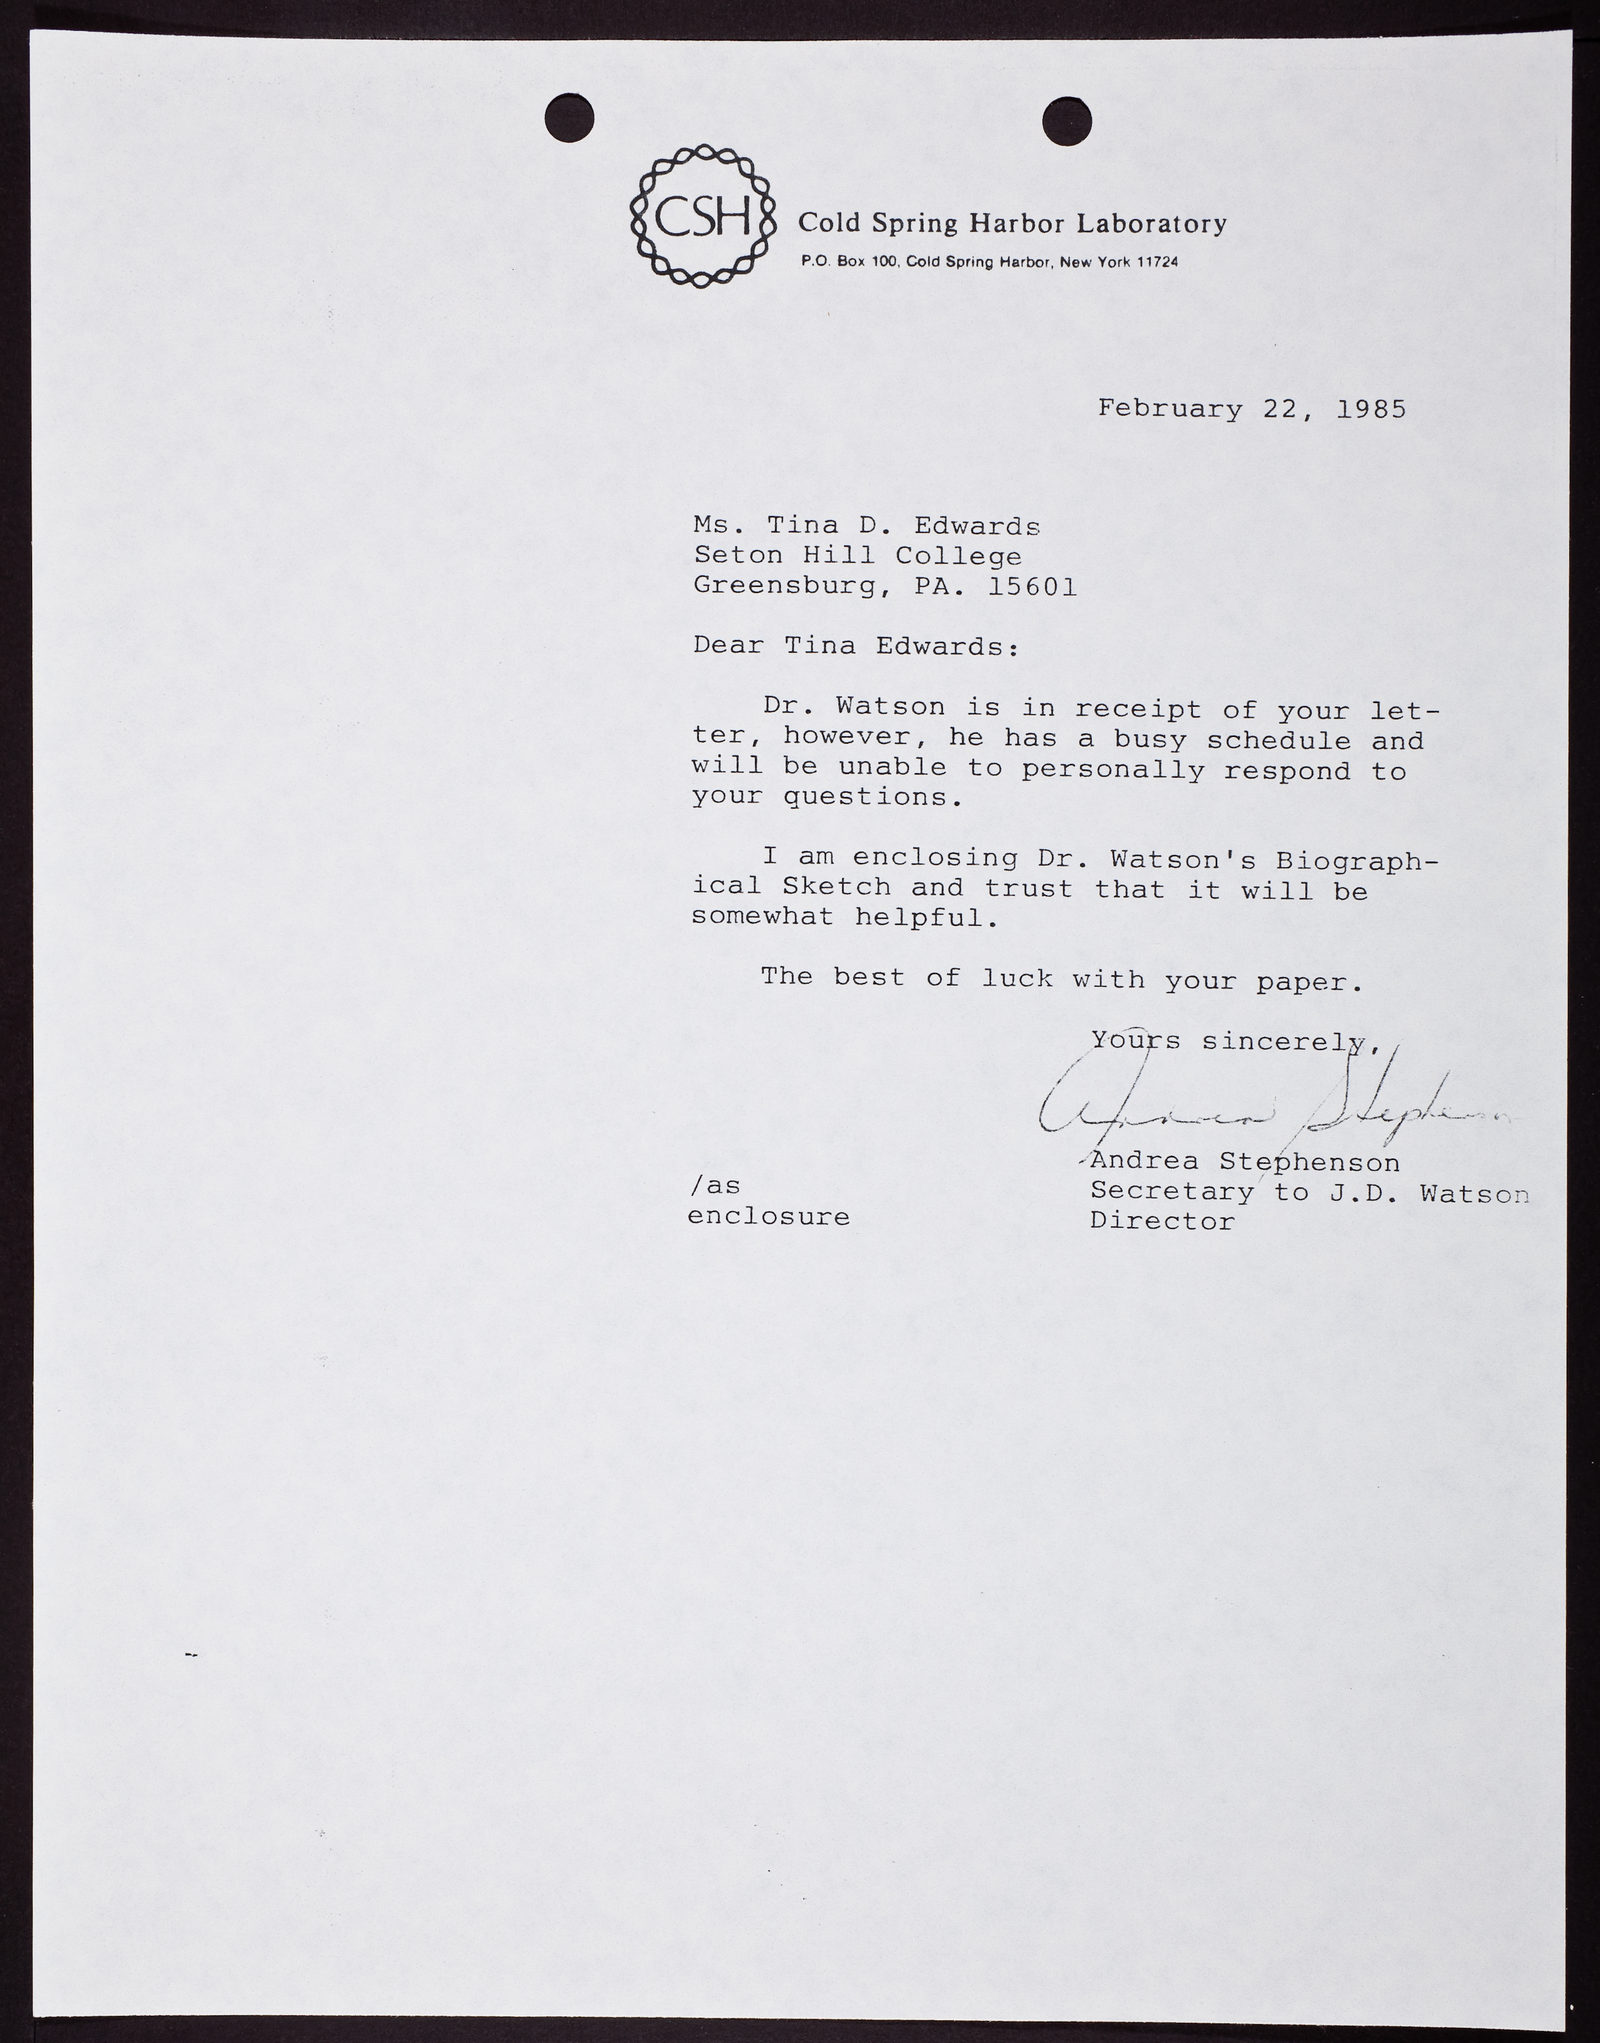 CSH
Cold Spring Harbor Laboratory
P.O. Box 100, Cold Spring Harbor, New York 11724
February 22, 1985
Ms. Tina D. Edwards
Seton Hill College
Greensburg, PA. 15601
Dear Tina Edwards:
Dr. Watson is in receipt of your let-
ter, however, he has a busy schedule and
will be unable to personally respond to
your questions.
I am enclosing Dr. Watson's Biograph-
ical Sketch and trust that it will be
somewhat helpful.
The best of luck with your paper.
Yours sincerely,
Andrea Stephenson
Andrea Stephenson
Secretary to J.D. Watson
Director
/as
enclosure